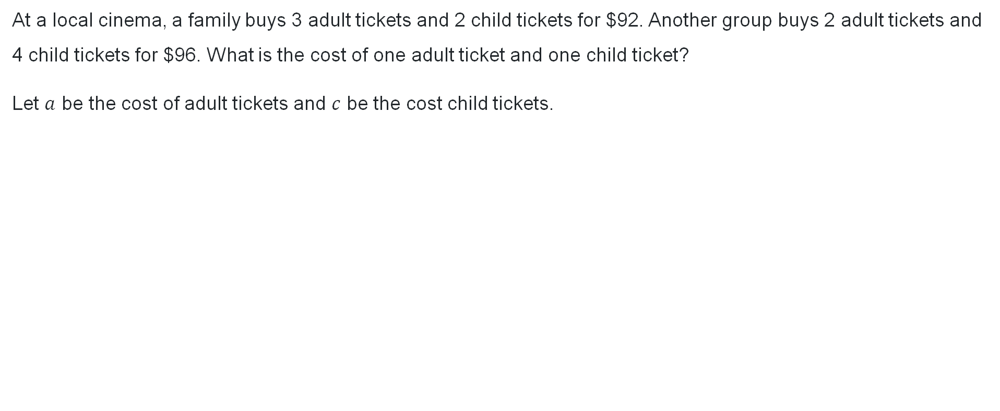 At a local cinema, a family buys 3 adult tickets and 2 child tickets for $92. Another group buys 2 adult tickets and
4 child tickets for $96. What is the cost of one adult ticket and one child ticket?
Let a be the cost of adult tickets and c be the cost child tickets.